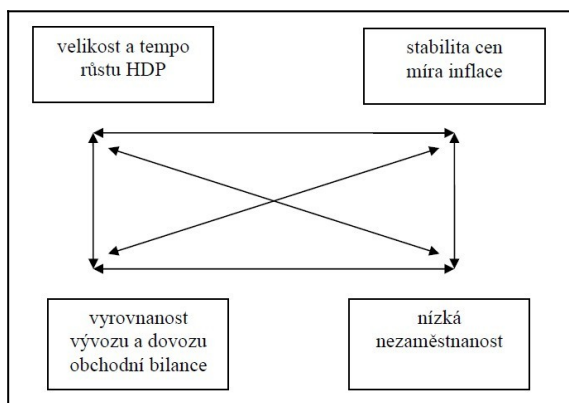 velikost a tempo
růstu HDP
stabilita cen
míra inflace
vyrovnanost
vývozu a dovozu
obchodní bilance
nízká
nezaměstnanost